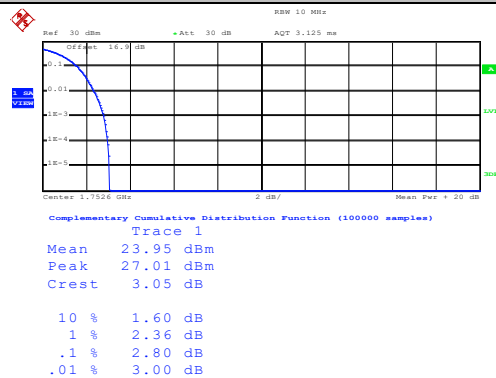 RBW 10 MHz
Ref 30 dBm Att 30 dB AQT 3.125 ms
Offset 16.9 dB
0.1
A
0.01
1 SA
VIEW
1E-3
LVL
1E-4
1E-5
3DB
Center 1.7526 GHz 2 dB/ Mean Pwr + 20 dB
Complementary Cumulative Distribution Function (100000 samples)
Trace 1
Mean 23.95 dBm
Peak 27.01 dBm
Crest 3.05 dB
10 % 1.60 dB
1 % 2.36 dB
.1 % 2.80 dB
.01 % 3.00 dB